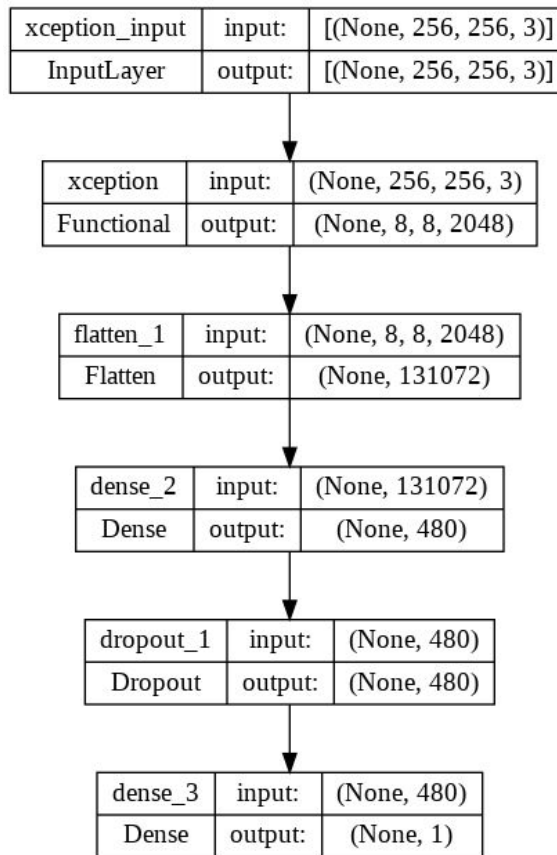 xception_input input: [(None, 256, 256, 3)]
InputLayer output: [(None, 256, 256, 3)]
xception input: (None, 256, 256, 3)
Functional output: (None, 8, 8, 2048)
flatten_1 input: (None, 8, 8, 2048)
Flatten output: (None, 131072)
dense_2 input: (None, 131072)
Dense output: (None, 480)
dropout_1 input: (None, 480)
Dropout output: (None, 480)
dense_3 input: (None, 480)
Dense output: (None, 1)